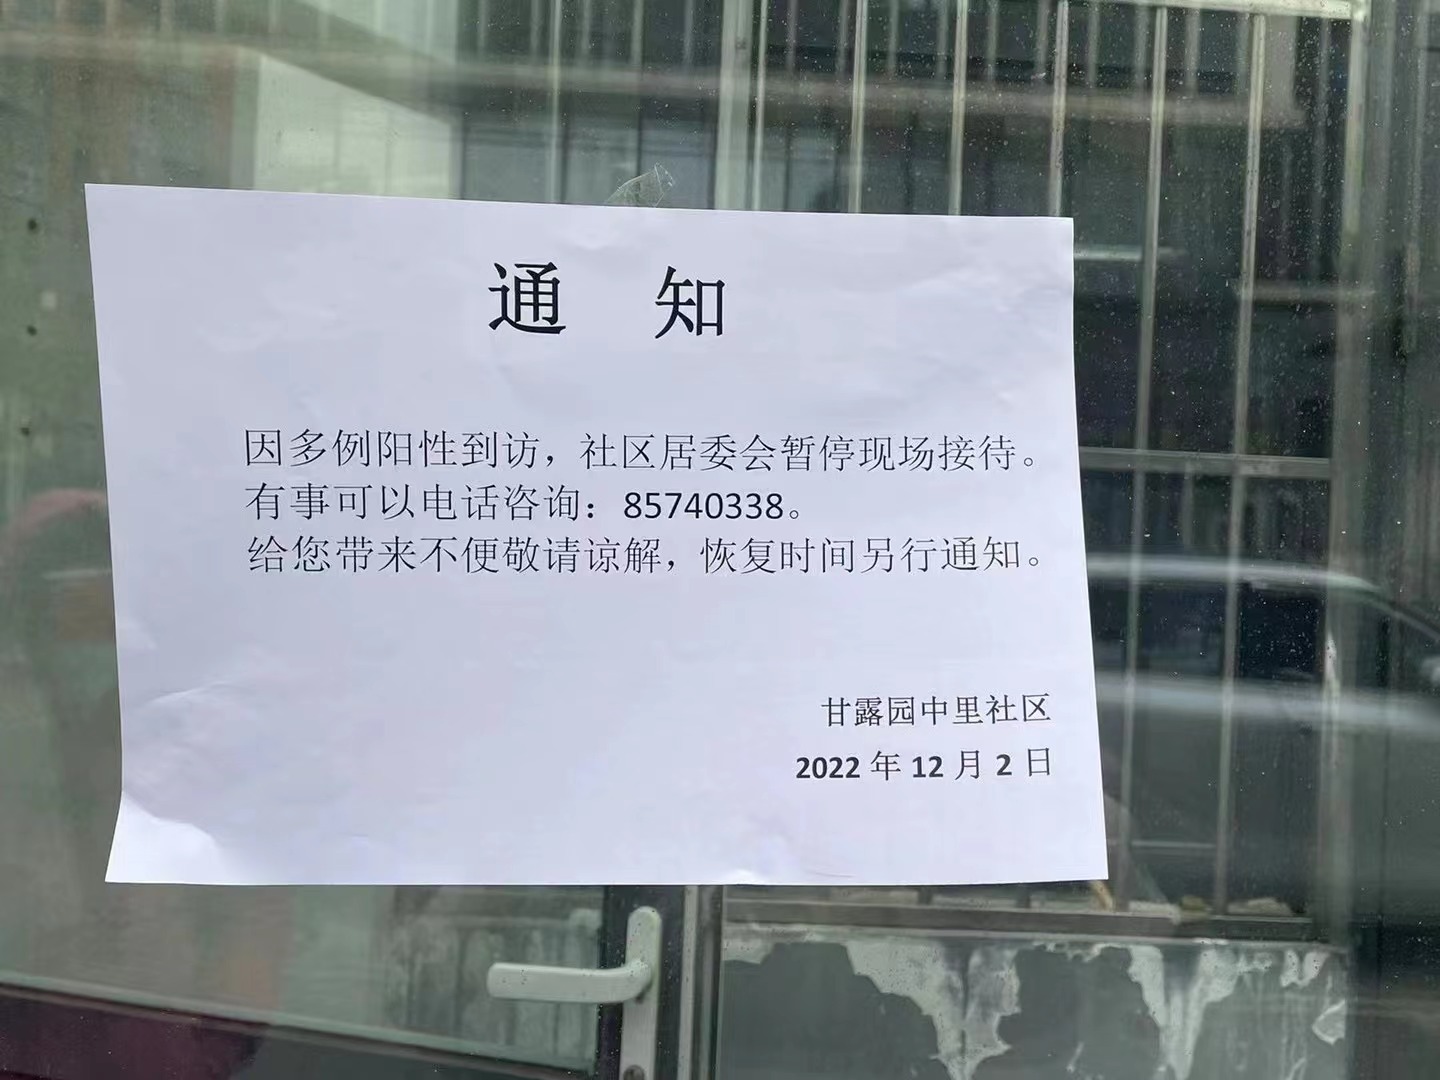 通 知
因多例阳性到访，社区居委会暂停现场接待。
有事可以电话咨询：85740338。
给您带来不便敬请谅解，恢复时间另行通知。
甘露园中里社区
2022 年 12 月 2 日